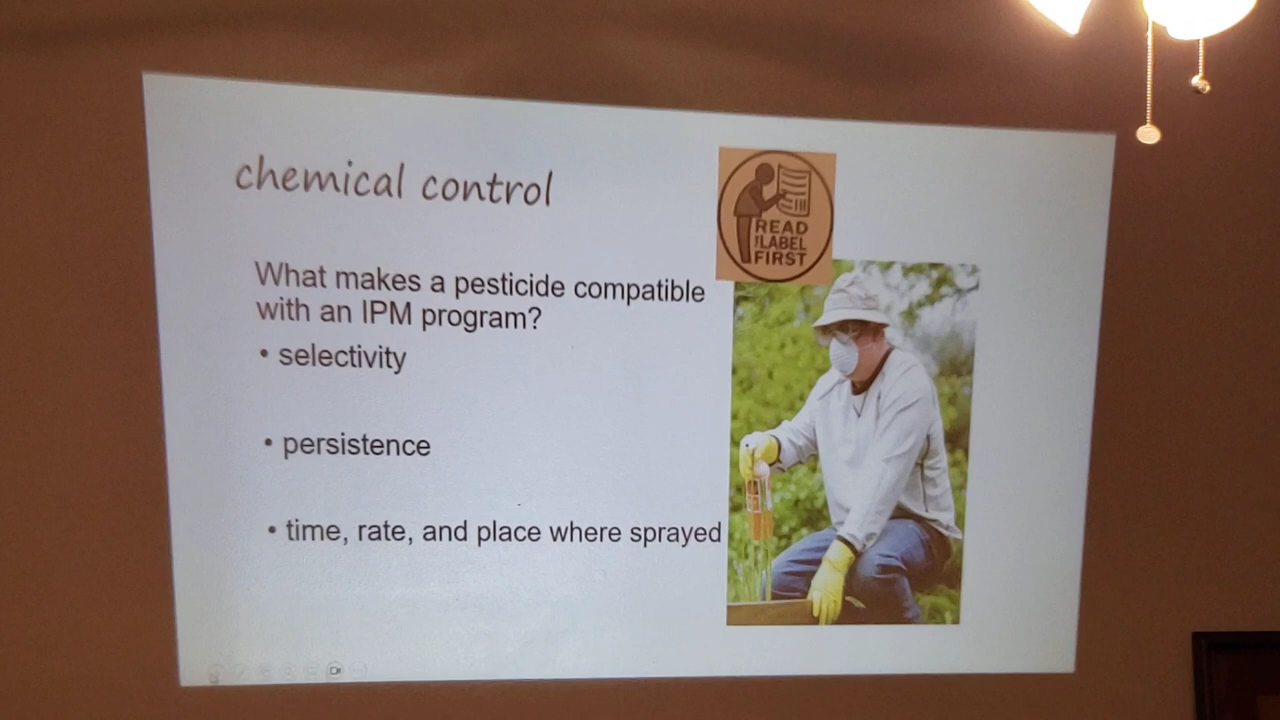 chemical control
READ
THE LABEL
FIRST
What makes a pesticide compatible
with an IPM program?
• selectivity
• persistence
• time, rate, and place where sprayed